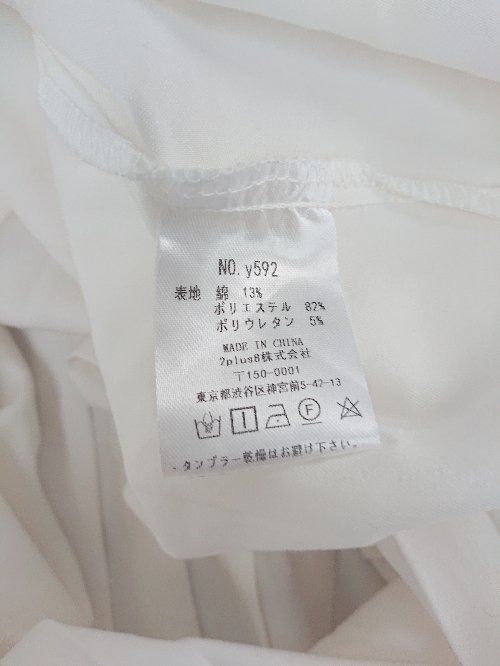 NO. y592
表地 綿 13%
ポリエステル 82%
ポリウレタン 5%
MADE IN CHINA
2plus8株式会社
〒150-0001
東京都渋谷区神宮前5-42-13
・タンブラー乾燥はお避け下さい。